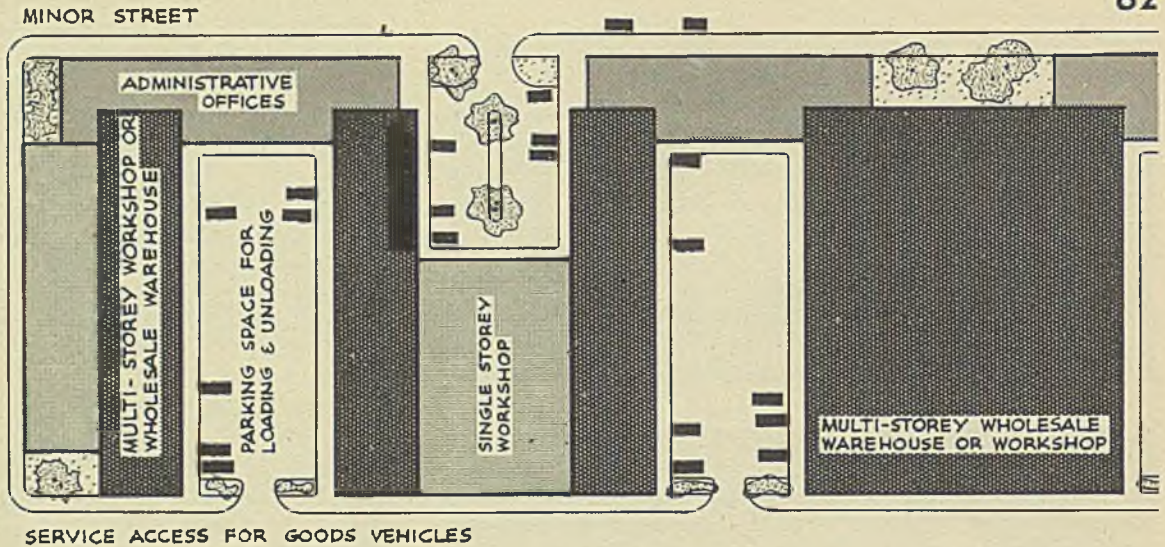 MINOR STREET
ADMINISTRATIVE
OFFICES
MULTI-STOREY WORKSHOP OR
WHOLESALE WAREHOUSE
PARKING SPACE FOR
LOADING & UNLOADING
SINGLE STOREY
WORKSHOP
MULTI-STOREY WHOLESALE
WAREHOUSE OR WORKSHOP
SERVICE ACCESS FOR GOODS VEHICLES